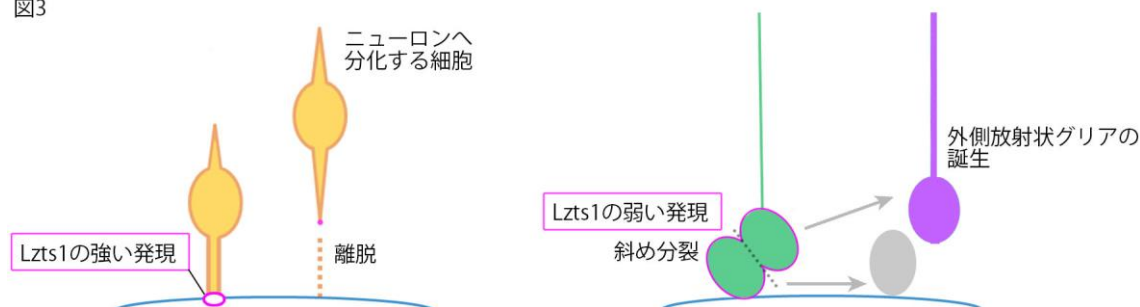 図3
ニューロンへ
分化する細胞
Lzts1の強い発現
離脱
Lzts1の弱い発現
斜め分裂
外側放射状グリアの
誕生